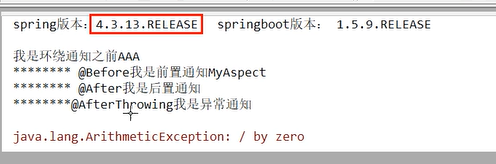 spring版本: 4.3.13.RELEASE springboot版本: 1.5.9.RELEASE
我是环绕通知之前AAA
******** @Before我是前置通知MyAspect
******** @After我是后置通知
********@AfterThrowing我是异常通知
java.lang.ArithmeticException: / by zero